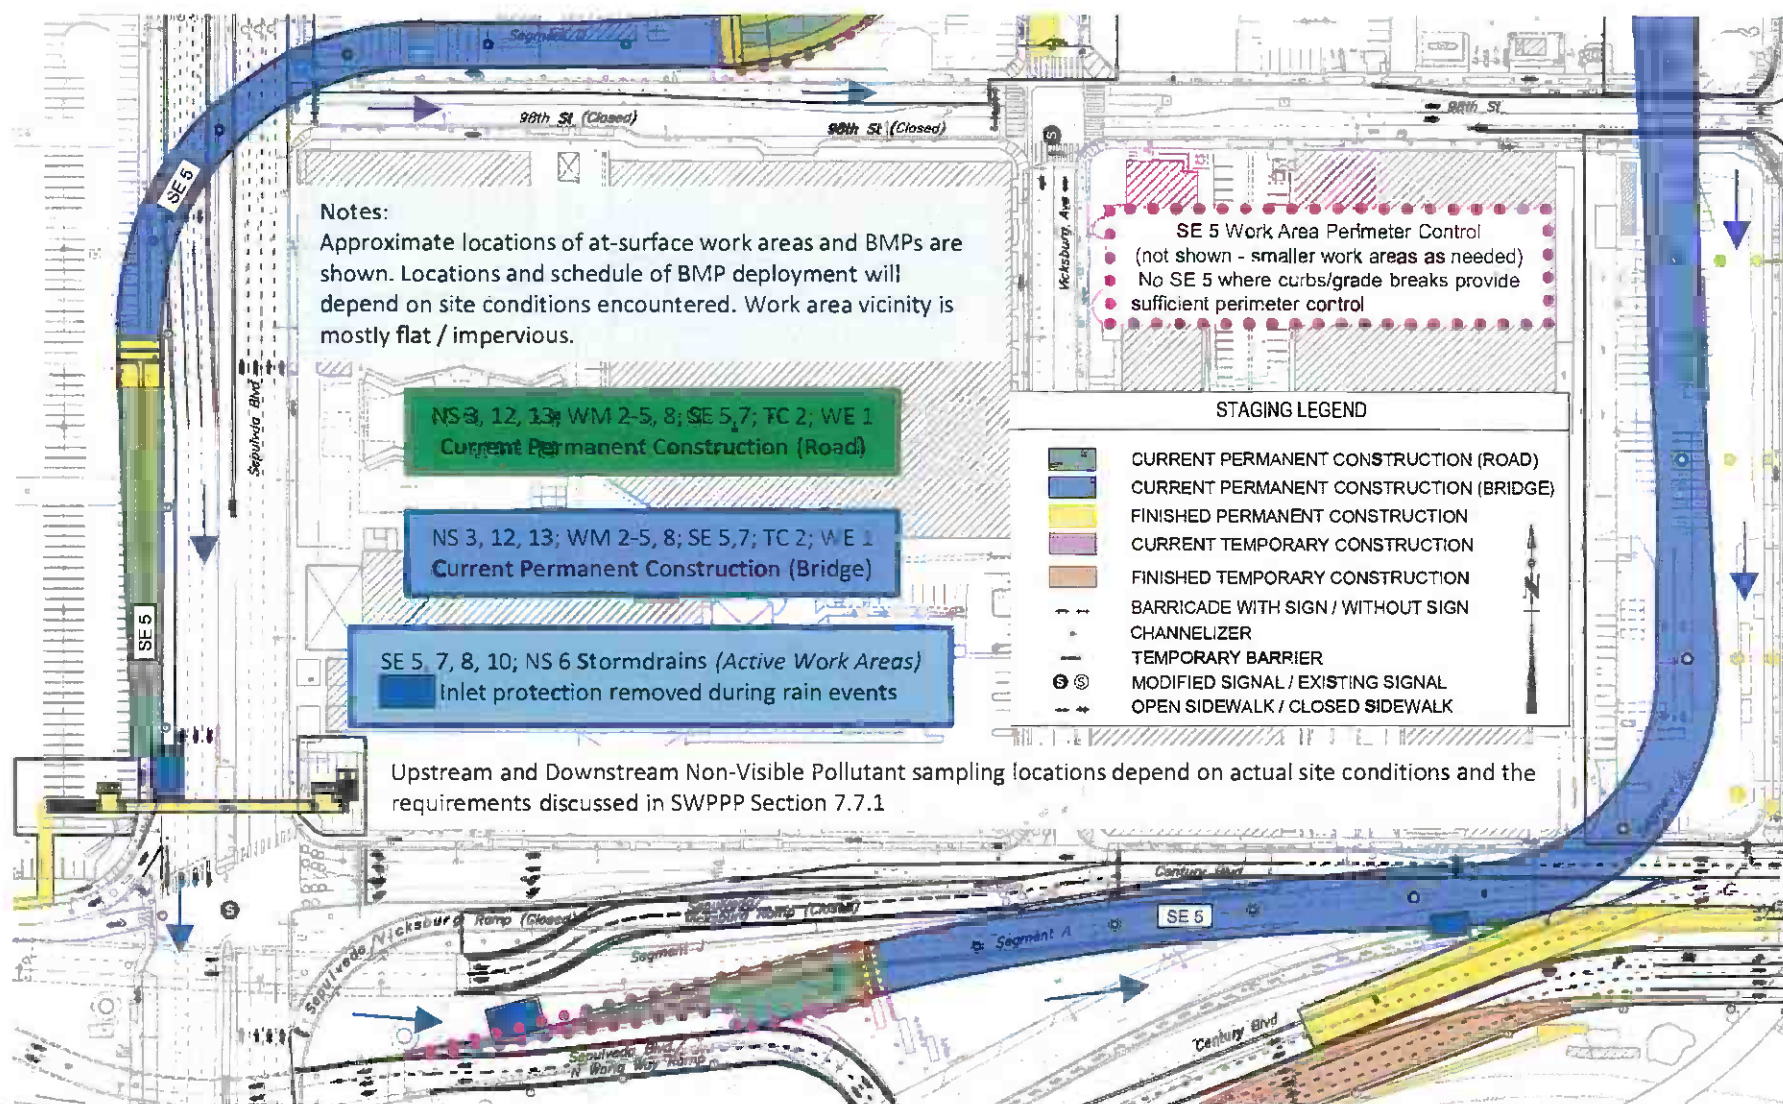 Segment D
98th St (Closed)
98th St (Closed)
98th St
S
SE 5
Notes:
Approximate locations of at-surface work areas and BMPs are
shown. Locations and schedule of BMP deployment will
depend on site conditions encountered. Work area vicinity is
mostly flat / impervious.
Vicksburg Ave
SE 5 Work Area Perimeter Control
(not shown - smaller work areas as needed)
No SE 5 where curbs/grade breaks provide
sufficient perimeter control
Sepulveda Blvd
NS 3, 12, 13; WM 2-5, 8; SE 5,7; TC 2; WE 1
Current Permanent Construction (Road)
NS 3, 12, 13; WM 2-5, 8; SE 5,7; TC 2; WE 1
Current Permanent Construction (Bridge)
SE 5, 7, 8, 10; NS 6 Stormdrains (Active Work Areas)
Inlet protection removed during rain events
STAGING LEGEND
CURRENT PERMANENT CONSTRUCTION (ROAD)
CURRENT PERMANENT CONSTRUCTION (BRIDGE)
FINISHED PERMANENT CONSTRUCTION
CURRENT TEMPORARY CONSTRUCTION
FINISHED TEMPORARY CONSTRUCTION
BARRICADE WITH SIGN / WITHOUT SIGN
CHANNELIZER
TEMPORARY BARRIER
S S MODIFIED SIGNAL / EXISTING SIGNAL
OPEN SIDEWALK / CLOSED SIDEWALK
SE 5
Upstream and Downstream Non-Visible Pollutant sampling locations depend on actual site conditions and the
requirements discussed in SWPPP Section 7.7.1
Century Blvd
S
Sepulveda/Vicksburg Ramp (Closed)
Sepulveda/
Vicksburg Ramp (Closed)
Segment J
Segment A
SE 5
Sepulveda Blvd/
N World Way Ramp
Century Blvd